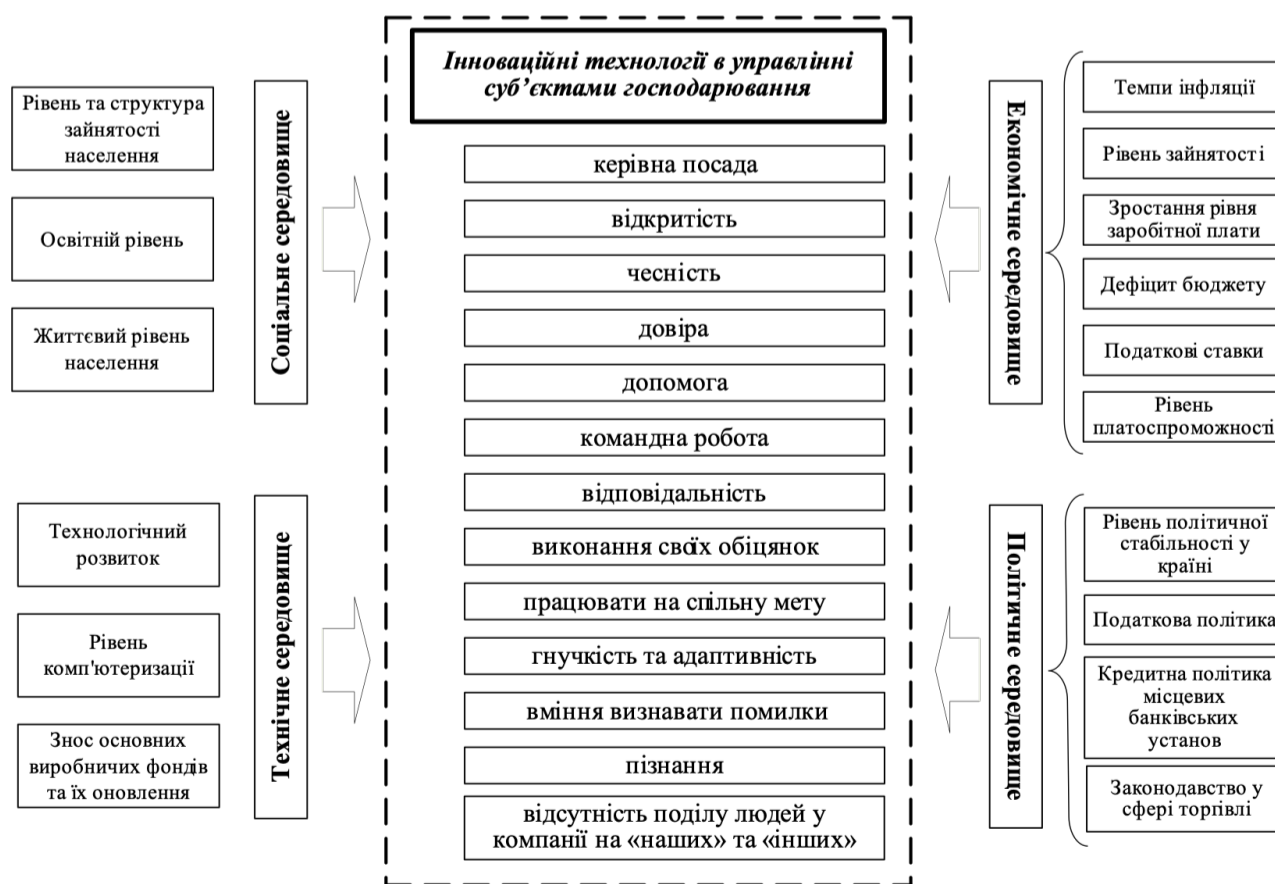 Інноваційні технології в управлінні
суб’єктами господарювання
Рівень та структура
зайнятості
населення
Освітній рівень
Життєвий рівень
населення
Соціальне середовище
Технологічний
розвиток
Рівень
комп'ютеризації
Знос основних
виробничих фондів
та їх оновлення
Технічне середовище
керівна посада
відкритість
чесність
довіра
допомога
командна робота
відповідальність
виконання своїх обіцянок
працювати на спільну мету
гнучкість та адаптивність
вміння визнавати помилки
пізнання
відсутність поділу людей у
компанії на «наших» та «інших»
Економічне середовище
Темпи інфляції
Рівень зайнятості
Зростання рівня
заробітної плати
Дефіцит бюджету
Податкові ставки
Рівень
платоспроможності
Політичне середовище
Рівень політичної
стабільності у
країні
Податкова політика
Кредитна політика
місцевих
банківських
установ
Законодавство у
сфері торгівлі